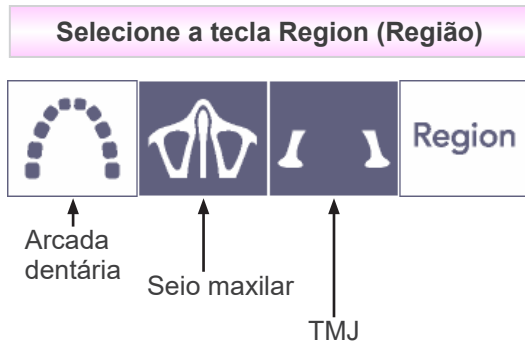 Selecione a tecla Region (Região)
Region
Arcada
dentária
Seio maxilar
TMJ